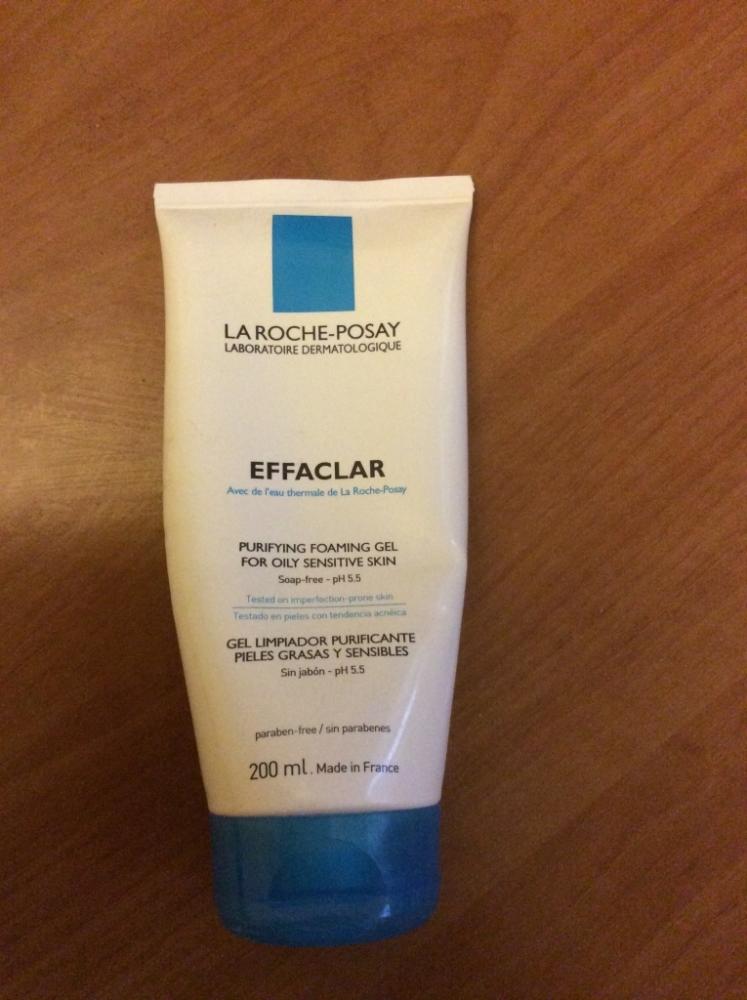 LA ROCHE-POSAY
LABORATOIRE DERMATOLOGIQUE
EFFACLAR
Avec de l'eau thermale de La Roche-Posay
PURIFYING FOAMING GEL
FOR OILY SENSITIVE SKIN
Soap-free - pH 5.5
Tested on imperfection-prone skin
Testado en pieles con tendencia acnéica
GEL LIMPIADOR PURIFICANTE
PIELES GRASAS Y SENSIBLES
Sin jabón - pH 5.5
paraben-free / sin parabenes
200 ml . Made in France